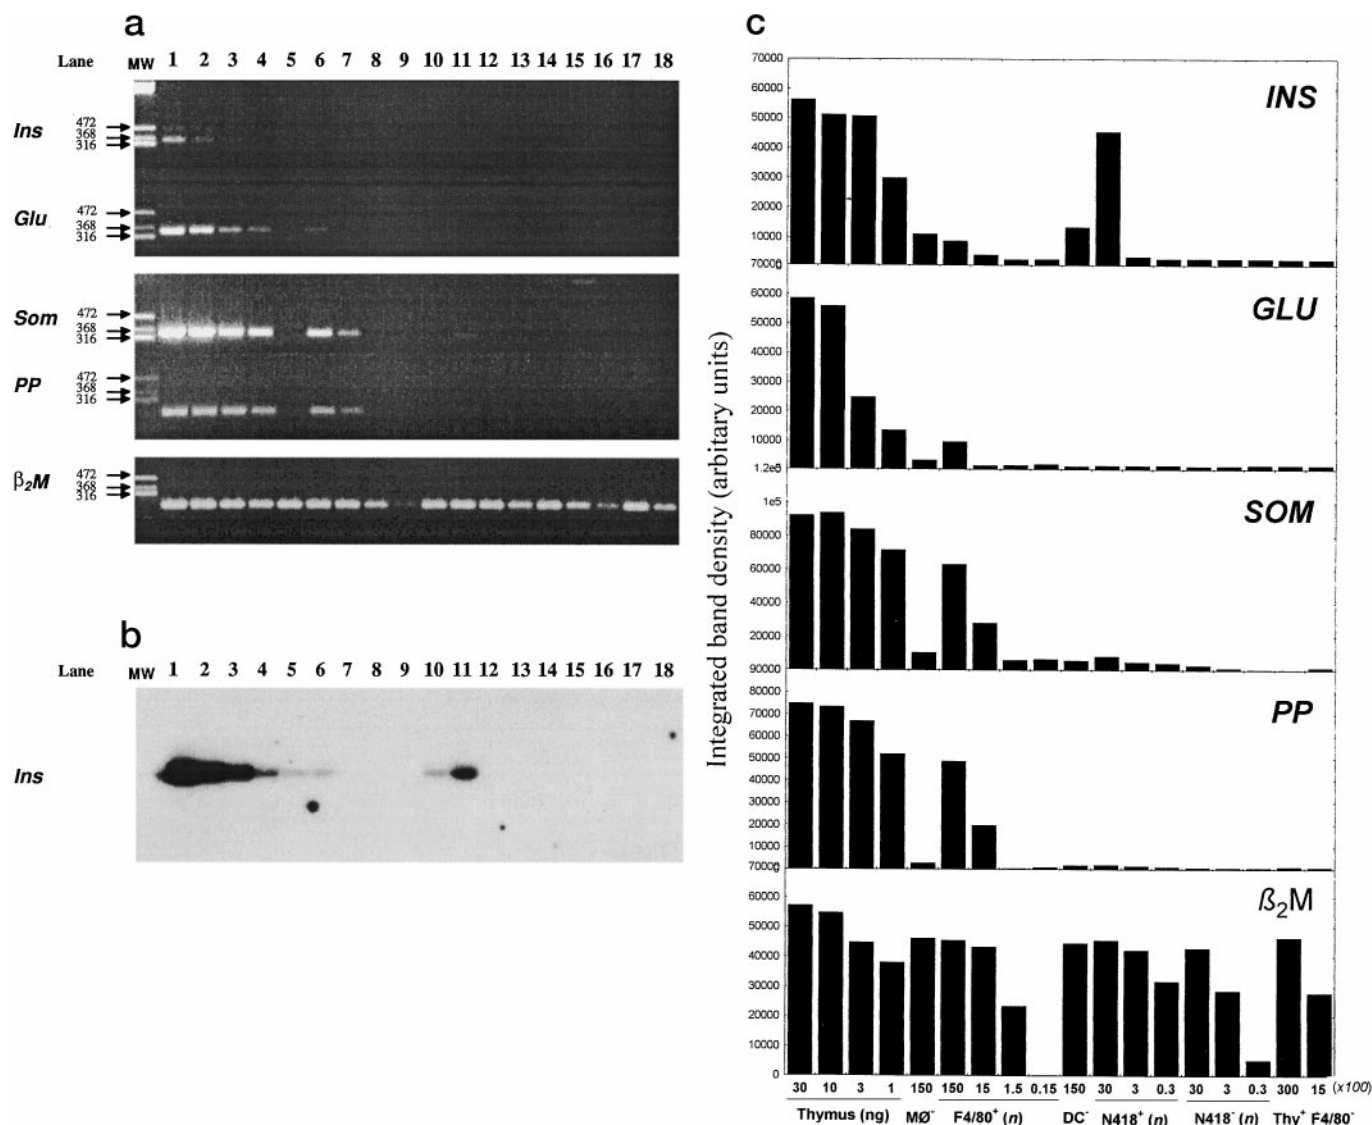 a
Lane MW 1 2 3 4 5 6 7 8 9 10 11 12 13 14 15 16 17 18
Ins
472
368
316
Glu
472
368
316
Som
472
368
316
PP
472
368
316
β2M
472
368
316
b
Lane MW 1 2 3 4 5 6 7 8 9 10 11 12 13 14 15 16 17 18
Ins
c
Integrated band density (arbitrary units)
70000
60000
50000
40000
30000
20000
10000
0
INS
70000
60000
50000
40000
30000
20000
10000
0
GLU
1.2e5
1e5
80000
60000
40000
20000
SOM
90000
80000
70000
60000
50000
40000
30000
20000
10000
0
PP
70000
60000
50000
40000
30000
20000
10000
0
ß2M
30 10 3 1 150 150 15 1.5 0.15 150 30 3 0.3 30 3 0.3 300 15 (x100)
Thymus (ng) MØ- F4/80+ (n) DC- N418+ (n) N418- (n) Thy+ F4/80-